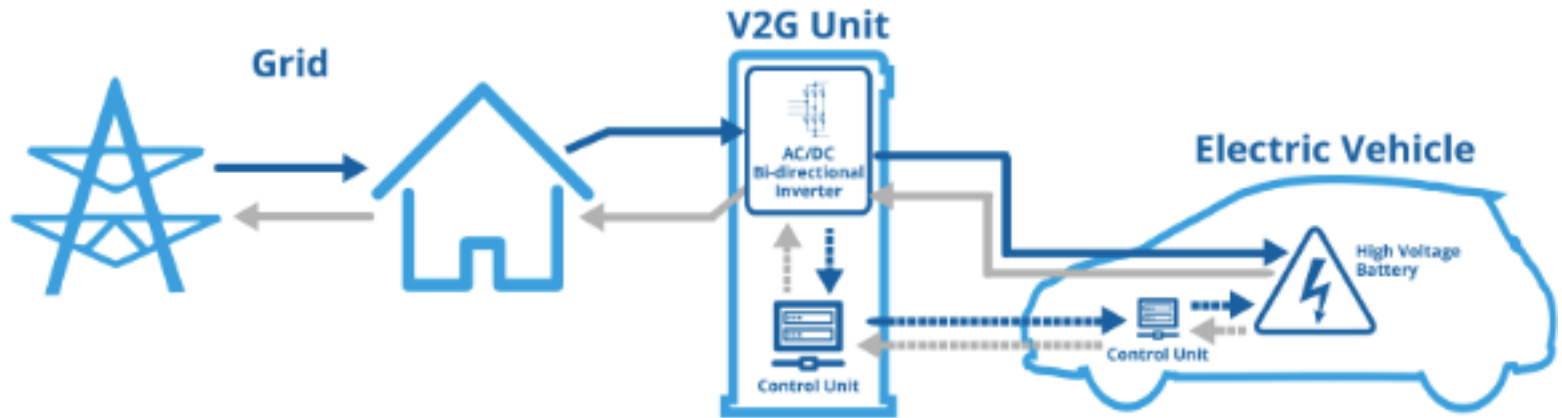 Grid
V2G Unit
AC/DC
Bi-directional
Inverter
Control Unit
Electric Vehicle
High Voltage
Battery
Control Unit